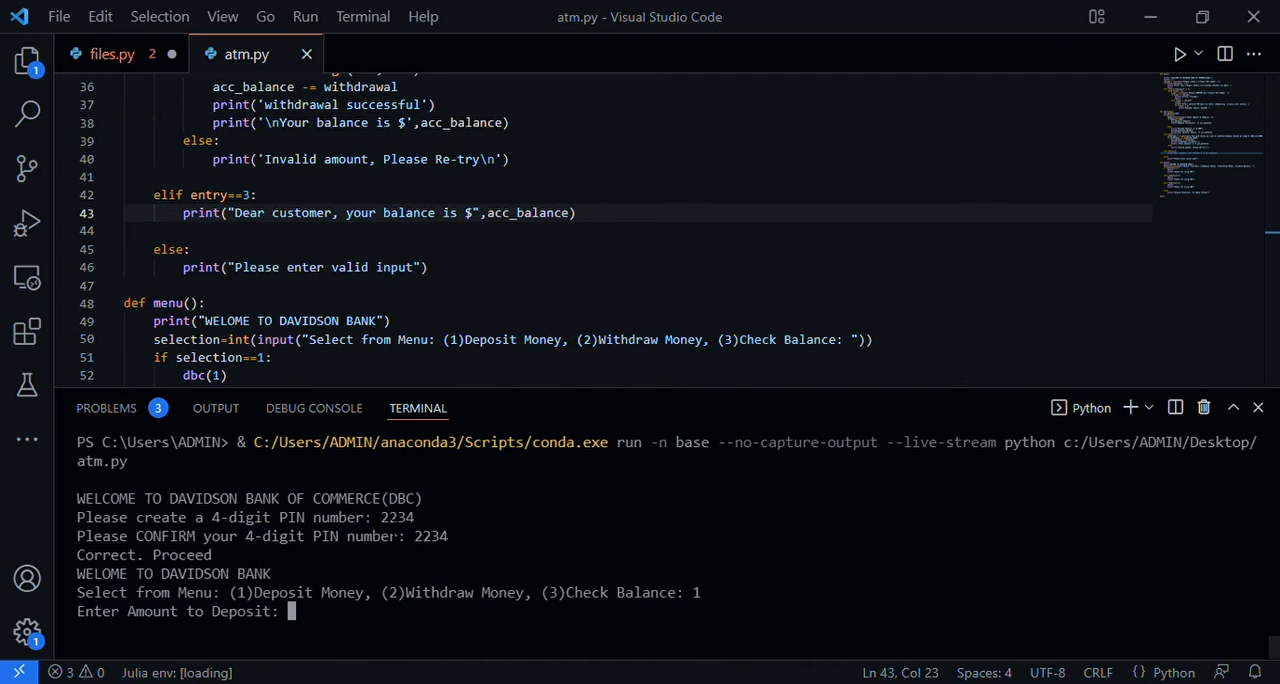 File Edit Selection View Go Run Terminal Help atm.py - Visual Studio Code
files.py 2 atm.py
1
36 acc_balance -= withdrawal
37 print('withdrawal successful')
38 print('\nYour balance is $',acc_balance)
39 else:
40 print('Invalid amount, Please Re-try\n')
41
42 elif entry==3:
43 print("Dear customer, your balance is $",acc_balance)
44
45 else:
46 print("Please enter valid input")
47
48 def menu():
49 print("WELOME TO DAVIDSON BANK")
50 selection=int(input("Select from Menu: (1)Deposit Money, (2)Withdraw Money, (3)Check Balance: "))
51 if selection==1:
52 dbc(1)
PROBLEMS 3 OUTPUT DEBUG CONSOLE TERMINAL Python
PS C:\Users\ADMIN> & C:/Users/ADMIN/anaconda3/Scripts/conda.exe run -n base --no-capture-output --live-stream python c:/Users/ADMIN/Desktop/
atm.py
WELCOME TO DAVIDSON BANK OF COMMERCE(DBC)
Please create a 4-digit PIN number: 2234
Please CONFIRM your 4-digit PIN number: 2234
Correct. Proceed
WELOME TO DAVIDSON BANK
Select from Menu: (1)Deposit Money, (2)Withdraw Money, (3)Check Balance: 1
Enter Amount to Deposit:
1
3 0 Julia env: [loading] Ln 43, Col 23 Spaces: 4 UTF-8 CRLF {} Python